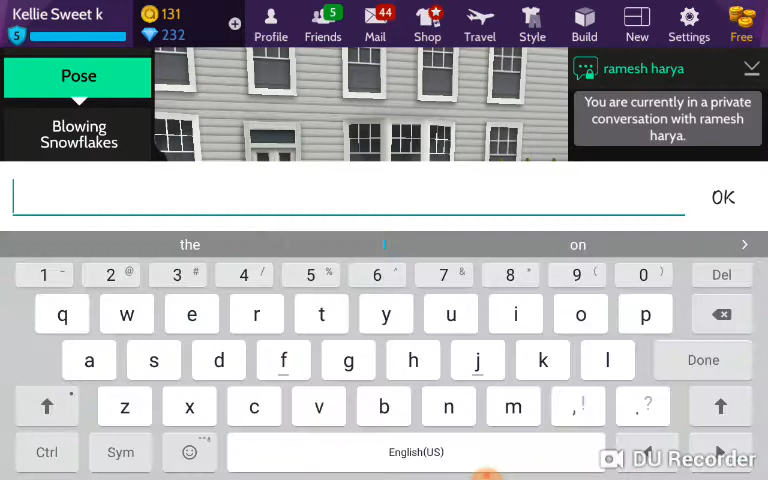 Kellie Sweet k
5
131
232
Profile
5
Friends
44
Mail
Shop
Travel
Style
Build
New
Settings
Free
Pose
Blowing
Snowflakes
ramesh harya
You are currently in a private
conversation with ramesh
harya.
OK
the I on
1 - 2 @ 3 # 4 / 5 % 6 ^ 7 & 8 * 9 ( 0 ) Del
q w e r t y u i o p
a s d f g h j k l Done
z x c v b n m , ! . ?
Ctrl Sym English(US)
DU Recorder